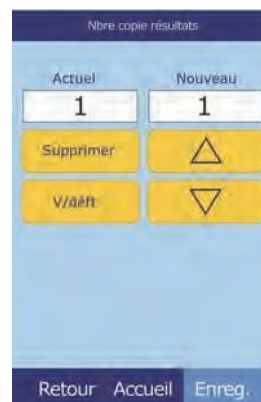 Nbre copie résultats
Actuel Nouveau
1 1
Supprimer
V/déft
Retour Accueil Enreg.